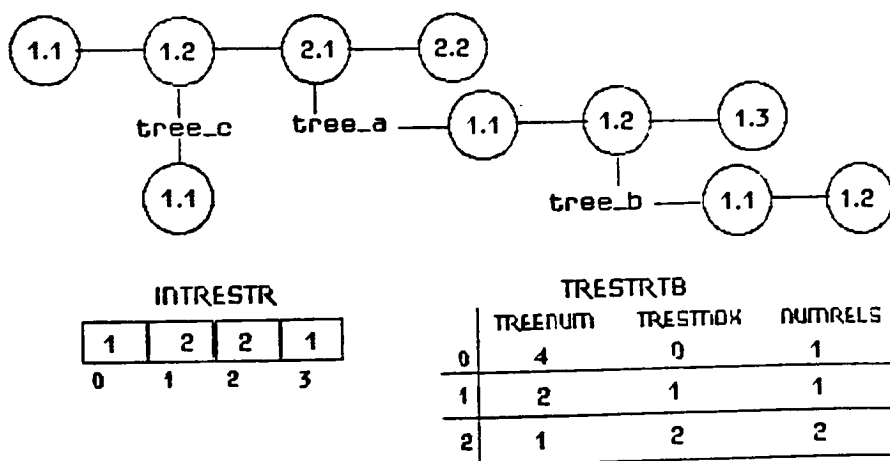 1.1 1.2 2.1 2.2
tree_c tree_a 1.1 1.2 1.3
1.1 tree_b 1.1 1.2
INTRESTR
1 2 2 1
0 1 2 3
TRESTRTB
TREENUM TRESTMDX NUMRELS
0 4 0 1
1 2 1 1
2 1 2 2